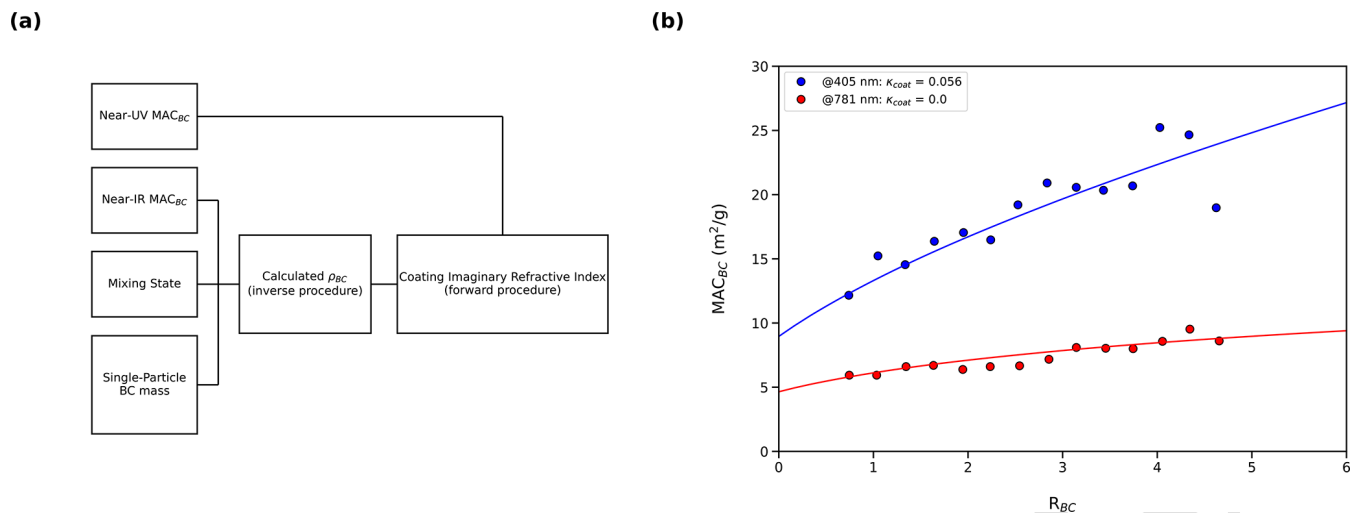 (a)
Near-UV MAC_BC
Near-IR MAC_BC
Mixing State
Single-Particle
BC mass
Calculated ρ_BC
(inverse procedure)
Coating Imaginary Refractive Index
(forward procedure)
(b)
MAC_BC (m²/g)
30
25
20
15
10
5
0
@405 nm: κ_coat = 0.056
@781 nm: κ_coat = 0.0
0 1 2 3 4 5 6
R_BC